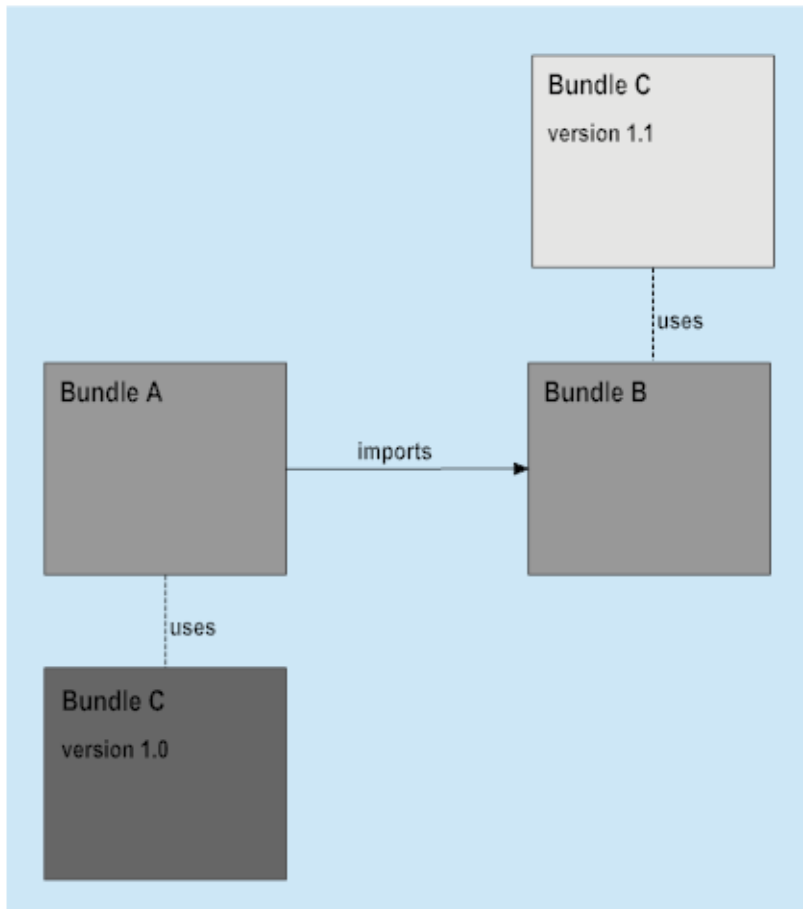 Bundle C
version 1.1
uses
Bundle A
imports
Bundle B
uses
Bundle C
version 1.0